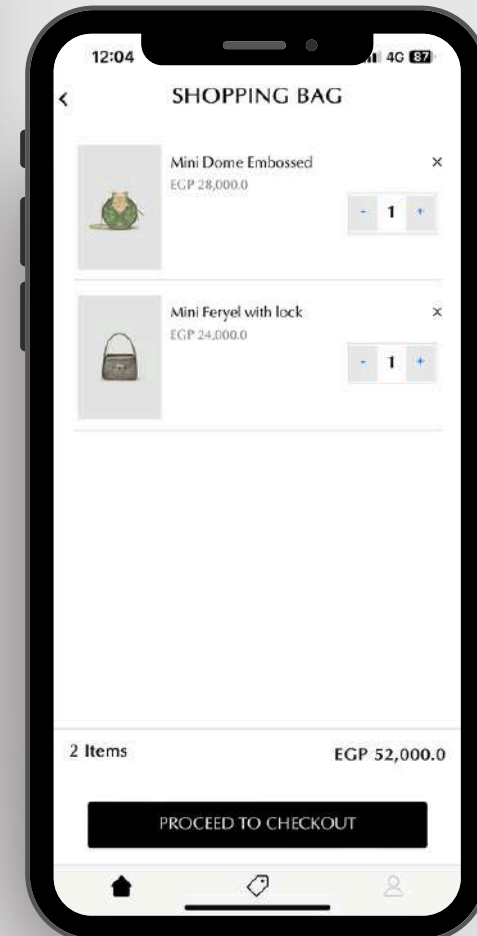 12:04
4G 87
SHOPPING BAG
Mini Dome Embossed
EGP 28,000.0
- 1 +
Mini Feryel with lock
EGP 24,000.0
- 1 +
2 Items
EGP 52,000.0
PROCEED TO CHECKOUT